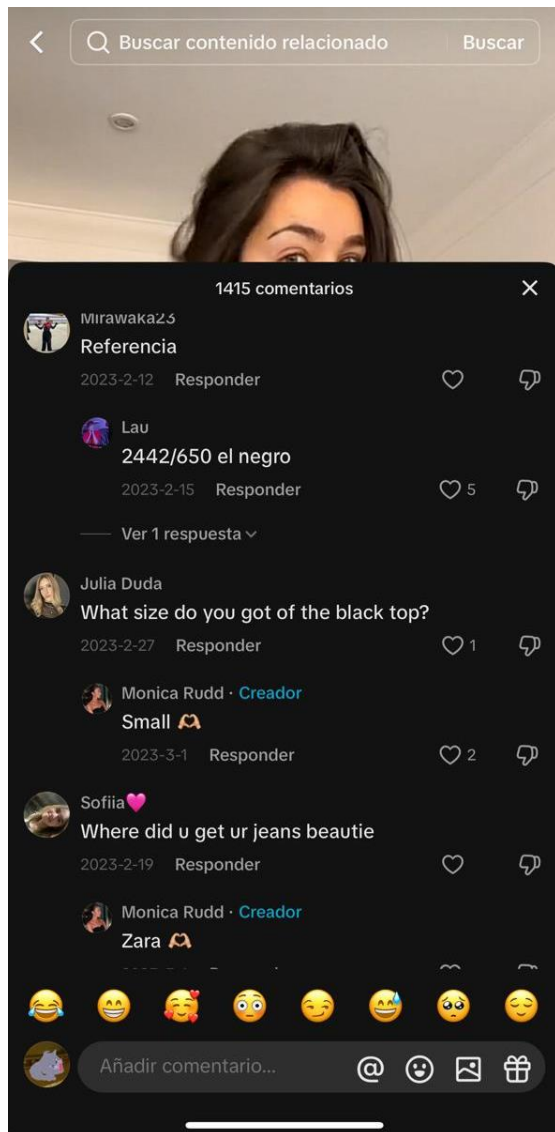 Buscar contenido relacionado
Buscar
1415 comentarios
Mirawaka23
Referencia
2023-2-12 Responder
Lau
2442/650 el negro
2023-2-15 Responder 5
Ver 1 respuesta
Julia Duda
What size do you got of the black top?
2023-2-27 Responder 1
Monica Rudd · Creador
Small 🫶🏼
2023-3-1 Responder 2
Sofiia🩷
Where did u get ur jeans beautie
2023-2-19 Responder
Monica Rudd · Creador
Zara 🫶🏼
Añadir comentario...